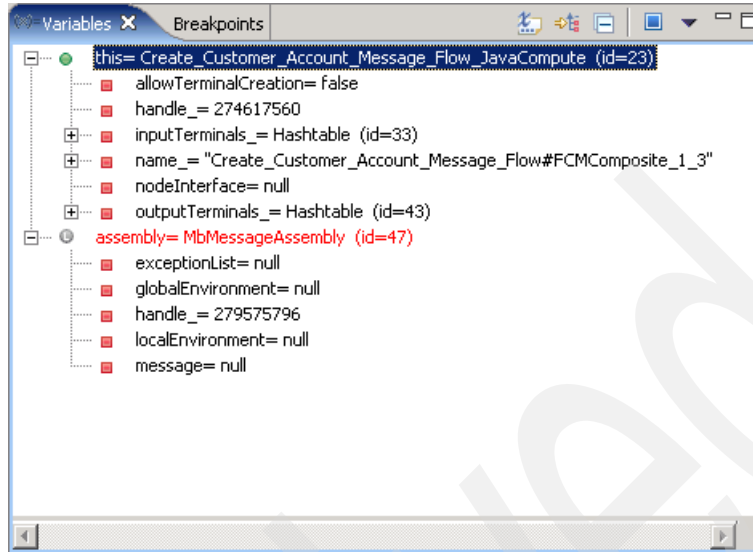 Variables Breakpoints
this= Create_Customer_Account_Message_Flow_JavaCompute (id=23)
allowTerminalCreation= false
handle_= 274617560
inputTerminals_= Hashtable (id=33)
name_= "Create_Customer_Account_Message_Flow#FCMComposite_1_3"
nodeInterface= null
outputTerminals_= Hashtable (id=43)
assembly= MbMessageAssembly (id=47)
exceptionList= null
globalEnvironment= null
handle_= 279575796
localEnvironment= null
message= null